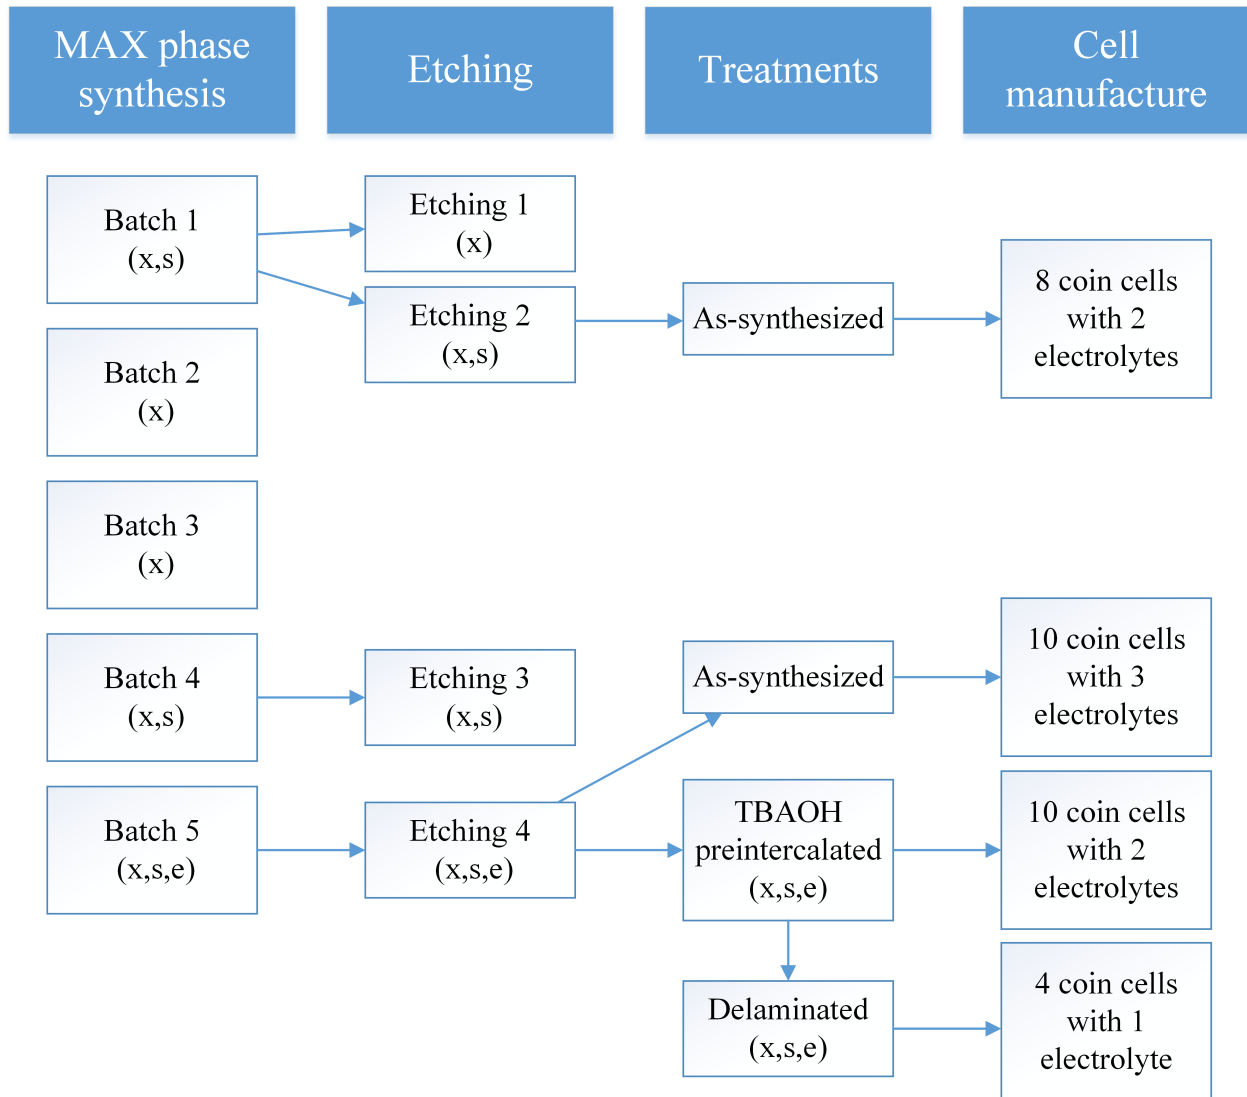 MAX phase
synthesis
Etching
Treatments
Cell
manufacture
Batch 1
(x,s)
Etching 1
(x)
Etching 2
(x,s)
As-synthesized
8 coin cells
with 2
electrolytes
Batch 2
(x)
Batch 3
(x)
Batch 4
(x,s)
Etching 3
(x,s)
As-synthesized
10 coin cells
with 3
electrolytes
Batch 5
(x,s,e)
Etching 4
(x,s,e)
TBAOH
preintercalated
(x,s,e)
10 coin cells
with 2
electrolytes
Delaminated
(x,s,e)
4 coin cells
with 1
electrolyte